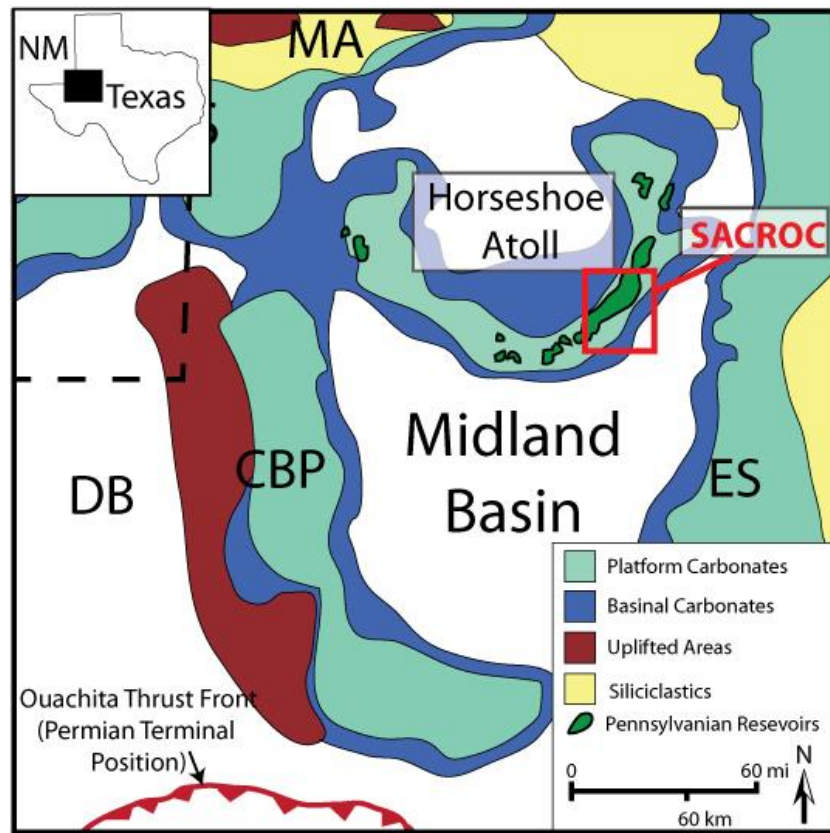 NM
Texas
MA
Horseshoe
Atoll
SACROC
Midland
Basin
DB
CBP
ES
Ouachita Thrust Front
(Permian Terminal
Position)
Platform Carbonates
Basinal Carbonates
Uplifted Areas
Siliciclastics
Pennsylvanian Resevoirs
0
60 mi
60 km
N